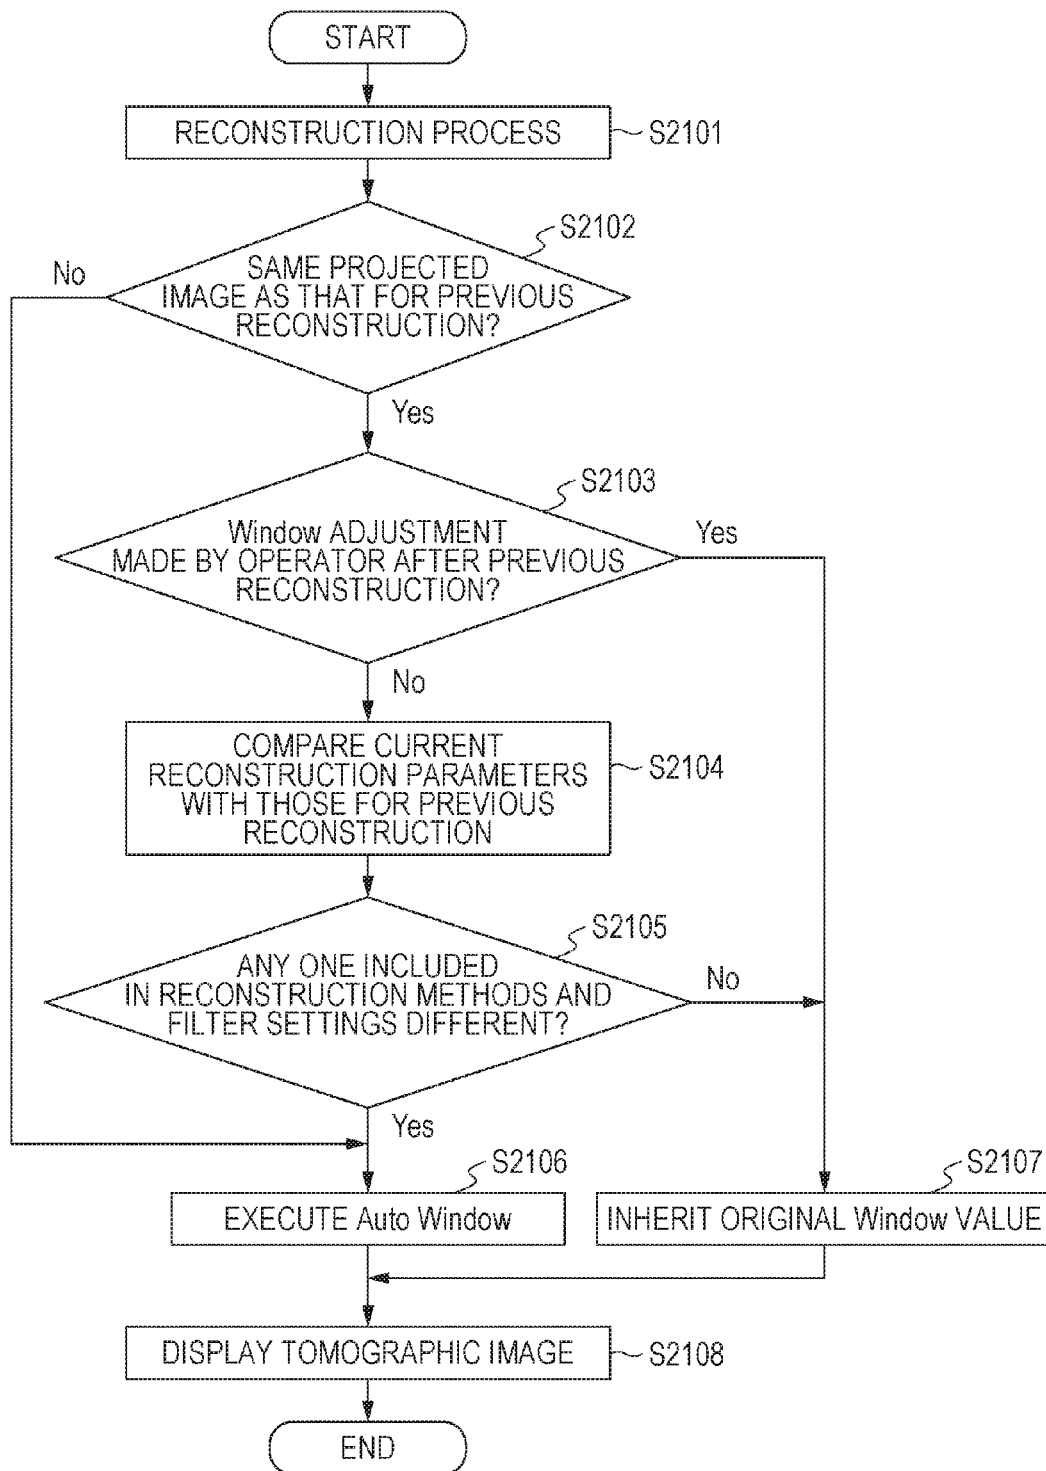 START
RECONSTRUCTION PROCESS
S2101
S2102
No
SAME PROJECTED
IMAGE AS THAT FOR PREVIOUS
RECONSTRUCTION?
Yes
S2103
Window ADJUSTMENT
MADE BY OPERATOR AFTER PREVIOUS
RECONSTRUCTION?
Yes
No
COMPARE CURRENT
RECONSTRUCTION PARAMETERS
WITH THOSE FOR PREVIOUS
RECONSTRUCTION
S2104
S2105
ANY ONE INCLUDED
IN RECONSTRUCTION METHODS AND
FILTER SETTINGS DIFFERENT?
No
Yes
S2106
EXECUTE Auto Window
S2107
INHERIT ORIGINAL Window VALUE
DISPLAY TOMOGRAPHIC IMAGE
S2108
END